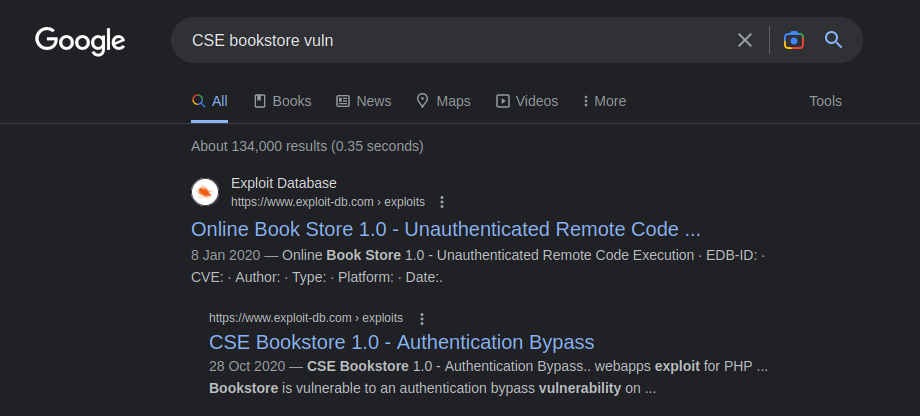 Google
CSE bookstore vuln
All Books News Maps Videos More Tools
About 134,000 results (0.35 seconds)
Exploit Database
https://www.exploit-db.com › exploits
Online Book Store 1.0 - Unauthenticated Remote Code ...
8 Jan 2020 — Online Book Store 1.0 - Unauthenticated Remote Code Execution · EDB-ID: ·
CVE: · Author: · Type: · Platform: · Date:.
https://www.exploit-db.com › exploits
CSE Bookstore 1.0 - Authentication Bypass
28 Oct 2020 — CSE Bookstore 1.0 - Authentication Bypass.. webapps exploit for PHP ...
Bookstore is vulnerable to an authentication bypass vulnerability on ...